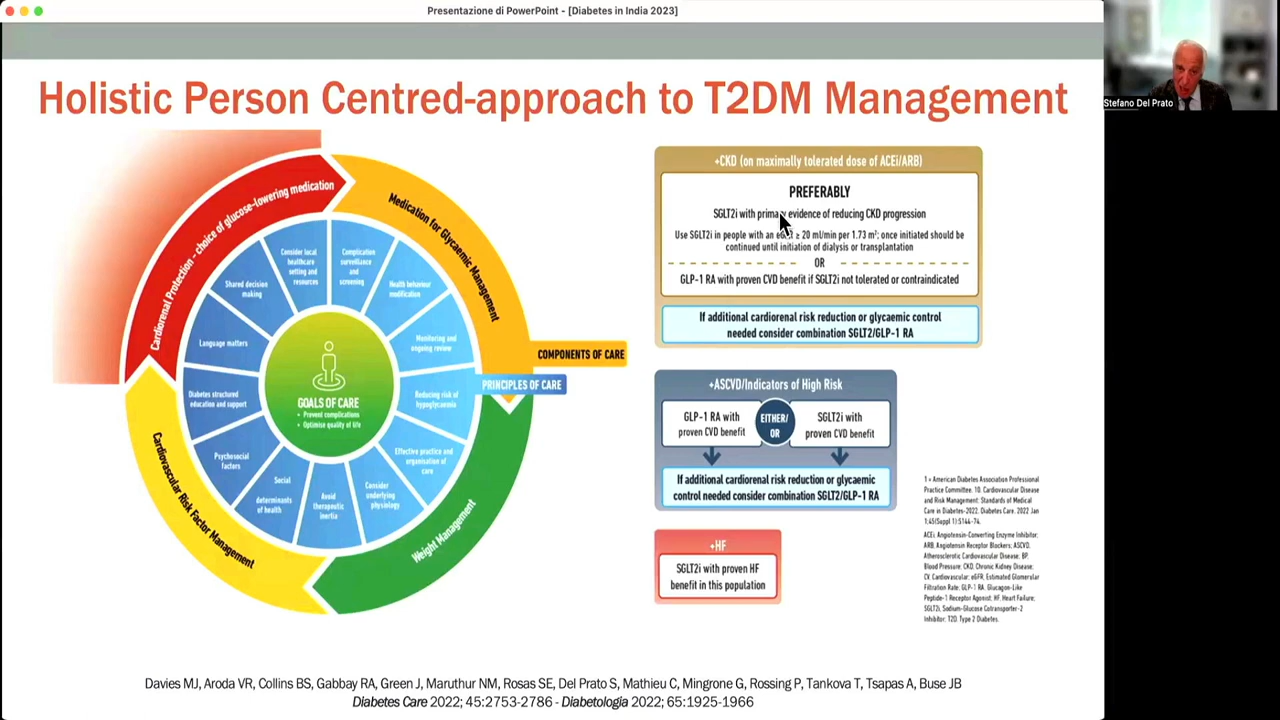 Presentazione di PowerPoint - [Diabetes in India 2023]
Stefano Del Prato
Holistic Person Centred-approach to T2DM Management
Cardiorenal Protection - choice of glucose-lowering medication
Medication for Glycaemic Management
Weight Management
Cardiovascular Risk Factor Management
Consider local
healthcare
setting and
resources
Complication
surveillance
and
screening
Health behaviour
modification
Monitoring and
ongoing review
Reducing risk of
hypoglycaemia
Effective practice and
organisation of
care
Consider
underlying
physiology
Avoid
therapeutic
inertia
Social
determinants
of health
Psychosocial
factors
Diabetes structured
education and support
Language matters
Shared decision
making
GOALS OF CARE
• Prevent complications
• Optimise quality of life
COMPONENTS OF CARE
PRINCIPLES OF CARE
+CKD (on maximally tolerated dose of ACEi/ARB)
PREFERABLY
SGLT2i with primary evidence of reducing CKD progression
Use SGLT2i in people with an ≥ 20 ml/min per 1.73 m²; once initiated should be
continued until initiation of dialysis or transplantation
OR
GLP-1 RA with proven CVD benefit if SGLT2i not tolerated or contraindicated
If additional cardiorenal risk reduction or glycaemic control
needed consider combination SGLT2/GLP-1 RA
+ASCVD/Indicators of High Risk
GLP-1 RA with
proven CVD benefit
EITHER/
OR
SGLT2i with
proven CVD benefit
If additional cardiorenal risk reduction or glycaemic
control needed consider combination SGLT2/GLP-1 RA
+HF
SGLT2i with proven HF
benefit in this population
American Diabetes Association Professional
Practice Committee. 10. Cardiovascular Disease
and Risk Management: Standards of Medical
Care in Diabetes-2022. Diabetes Care. 2022 Jan
1;45(Suppl 1):S144-74.
ACEi, Angiotensin-Converting Enzyme Inhibitor;
ARB, Angiotensin Receptor Blockers; ASCVD,
Atherosclerotic Cardiovascular Disease; BP,
Blood Pressure; CKD, Chronic Kidney Disease;
CV, Cardiovascular; eGFR, Estimated Glomerular
Filtration Rate; GLP-1 RA, Glucagon-Like
Peptide-1 Receptor Agonist; HF, Heart Failure;
SGLT2i, Sodium-Glucose Cotransporter-2
Inhibitor; T2D, Type 2 Diabetes.
Davies MJ, Aroda VR, Collins BS, Gabbay RA, Green J, Maruthur NM, Rosas SE, Del Prato S, Mathieu C, Mingrone G, Rossing P, Tankova T, Tsapas A, Buse JB
Diabetes Care 2022; 45:2753-2786 - Diabetologia 2022; 65:1925-1966